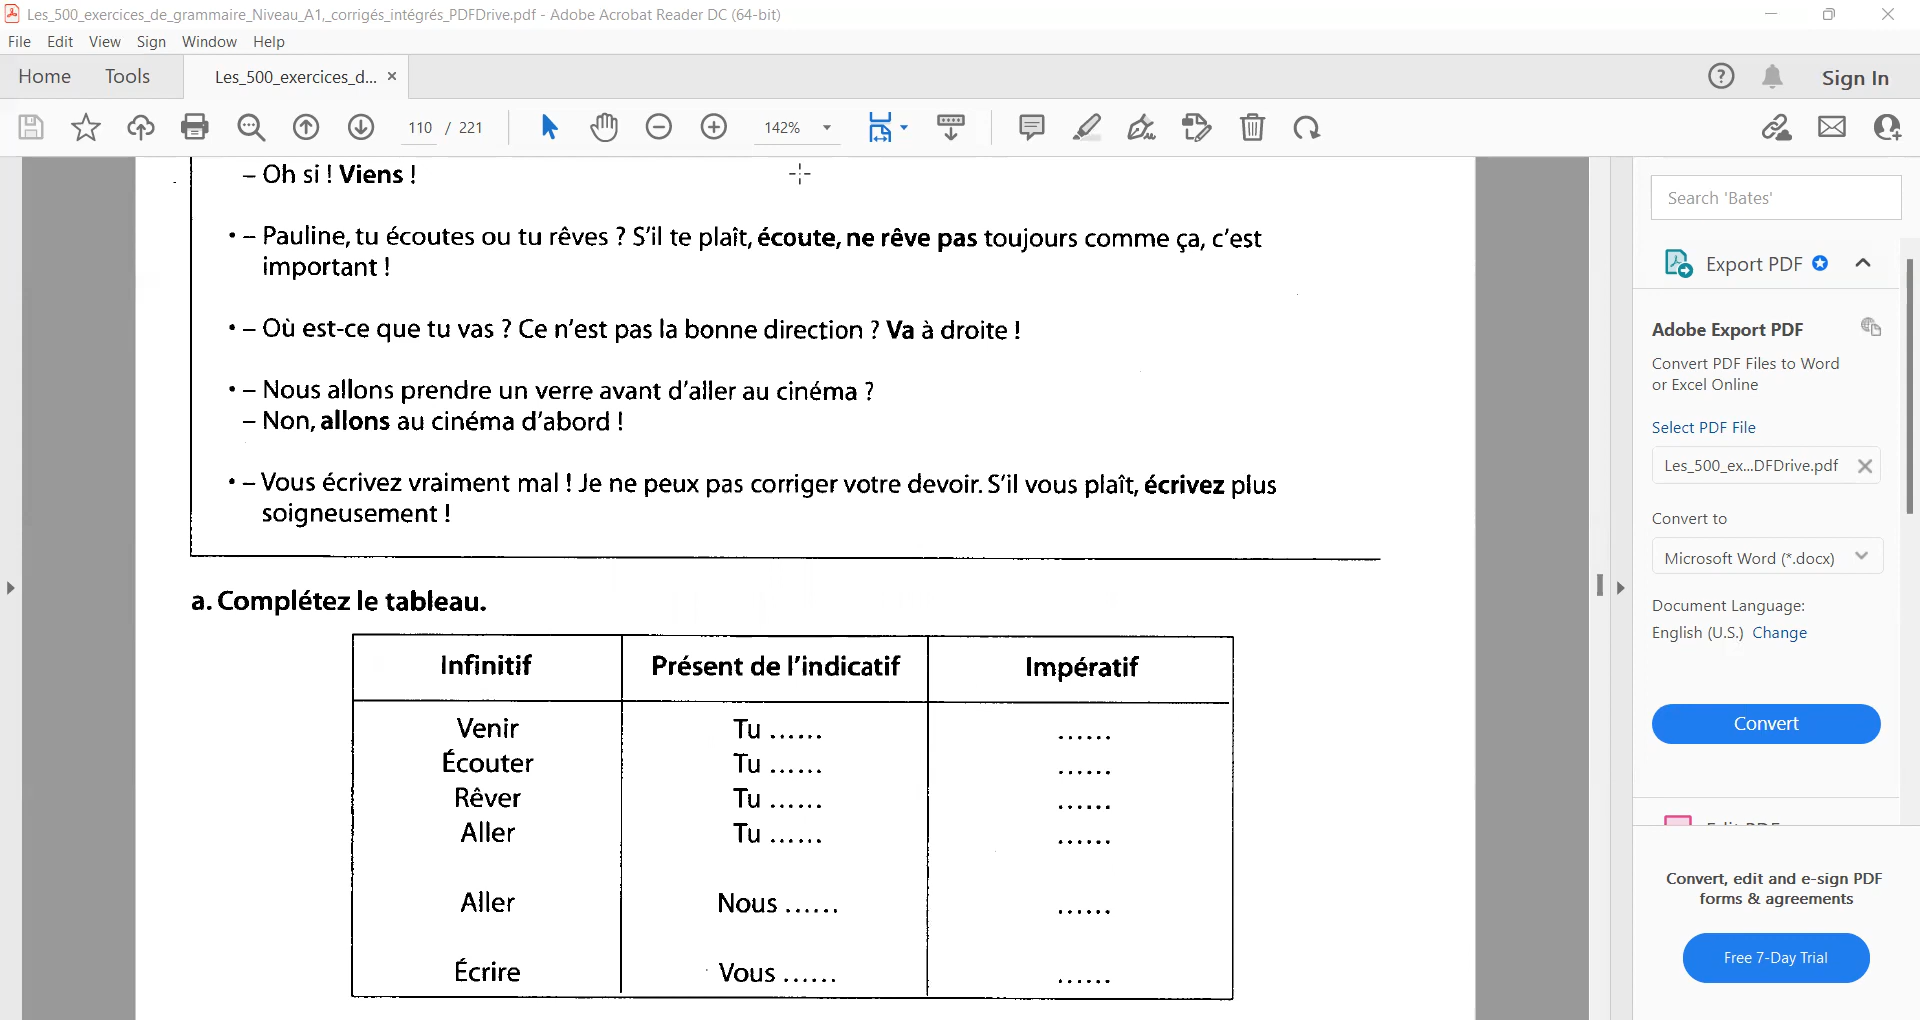 Les_500_exercices_de_grammaire_Niveau_A1,_corrigés_intégrés_PDFDrive.pdf - Adobe Acrobat Reader DC (64-bit)
File Edit View Sign Window Help
Home Tools Les_500_exercices_d... × Sign In
110 / 221 142%
– Oh si ! Viens !
• – Pauline, tu écoutes ou tu rêves ? S'il te plaît, écoute, ne rêve pas toujours comme ça, c'est
important !
• – Où est-ce que tu vas ? Ce n'est pas la bonne direction ? Va à droite !
• – Nous allons prendre un verre avant d'aller au cinéma ?
– Non, allons au cinéma d'abord !
• – Vous écrivez vraiment mal ! Je ne peux pas corriger votre devoir. S'il vous plaît, écrivez plus
soigneusement !
a. Complétez le tableau.
Infinitif Présent de l'indicatif Impératif
Venir Tu ...... ......
Écouter Tu ...... ......
Rêver Tu ...... ......
Aller Tu ...... ......
Aller Nous ...... ......
Écrire Vous ...... ......
Search 'Bates'
Export PDF
Adobe Export PDF
Convert PDF Files to Word
or Excel Online
Select PDF File
Les_500_ex...DFDrive.pdf
Convert to
Microsoft Word (*.docx)
Document Language:
English (U.S.) Change
Convert
Convert, edit and e-sign PDF
forms & agreements
Free 7-Day Trial